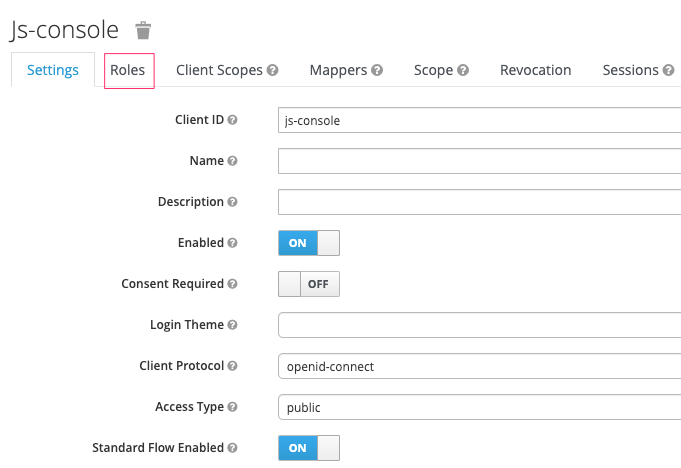 Js-console
Settings Roles Client Scopes ? Mappers ? Scope ? Revocation Sessions ?
Client ID ? js-console
Name ?
Description ?
Enabled ? ON
Consent Required ? OFF
Login Theme ?
Client Protocol ? openid-connect
Access Type ? public
Standard Flow Enabled ? ON